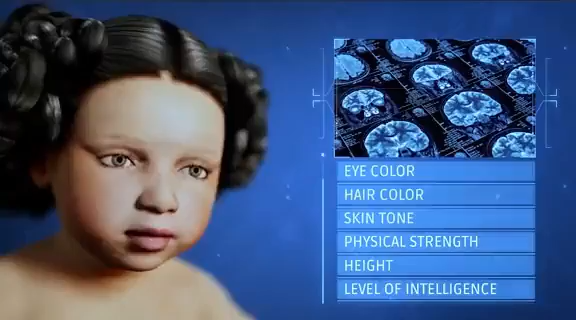 EYE COLOR
HAIR COLOR
SKIN TONE
PHYSICAL STRENGTH
HEIGHT
LEVEL OF INTELLIGENCE